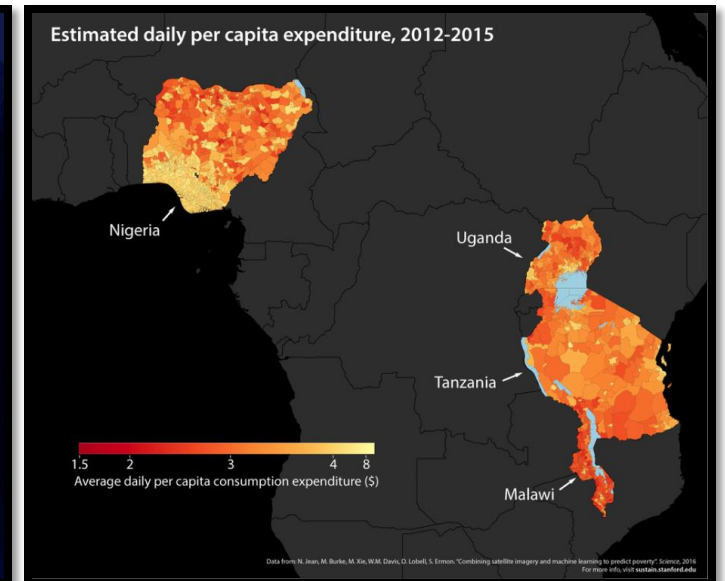 Estimated daily per capita expenditure, 2012-2015
Nigeria
Uganda
Tanzania
Malawi
1.5 2 3 4 8
Average daily per capita consumption expenditure ($)
Data from: N. Jean, M. Burke, M. Xie, W.M. Davis, D. Lobell, S. Ermon. "Combining satellite imagery and machine learning to predict poverty". Science, 2016
For more info, visit sustain.stanford.edu